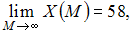 lim X(M) = 58,
M→∞